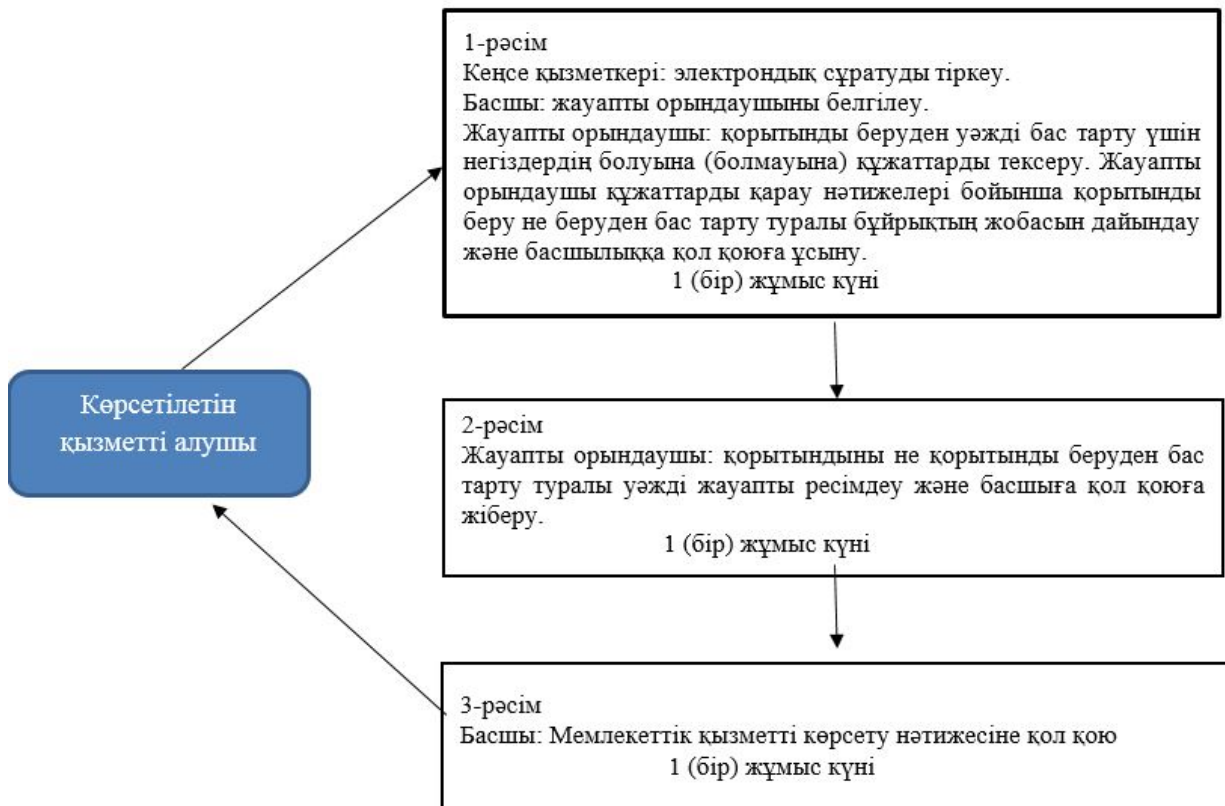 1-рәсім
Кеңсе қызметкері: электрондық сұратуды тіркеу.
Басшы: жауапты орындаушыны белгілеу.
Жауапты орындаушы: қорытынды беруден уәжді бас тарту үшін
негіздердің болуына (болмауына) құжаттарды тексеру. Жауапты
орындаушы құжаттарды қарау нәтижелері бойынша қорытынды
беру не беруден бас тарту туралы бұйрықтың жобасын дайындау
және басшылыққа қол қоюға ұсыну.
1 (бір) жұмыс күні
Көрсетілетін
қызметті алушы
2-рәсім
Жауапты орындаушы: қорытындыны не қорытынды беруден бас
тарту туралы уәжді жауапты ресімдеу және басшыға қол қоюға
жіберу.
1 (бір) жұмыс күні
3-рәсім
Басшы: Мемлекеттік қызметті көрсету нәтижесіне қол қою
1 (бір) жұмыс күні